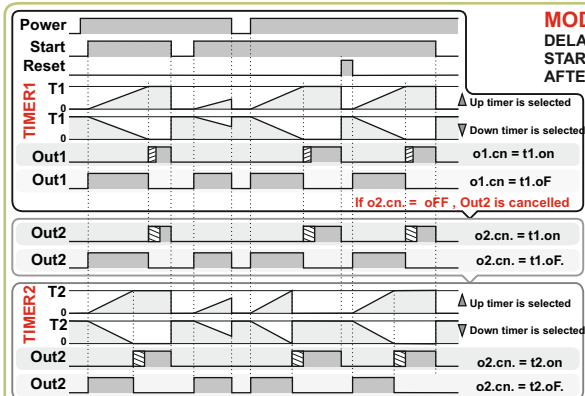 Power
MOD
DELA
Start
STAR
Reset
AFTE
TIMER1
T1
0
Up timer is selected
T1
0
Down timer is selected
Out1
o1.cn = t1.on
Out1
o1.cn = t1.oF
If o2.cn. = oFF , Out2 is cancelled
Out2
o2.cn. = t1.on
Out2
o2.cn. = t1.oF.
TIMER2
T2
0
Up timer is selected
T2
0
Down timer is selected
Out2
o2.cn. = t2.on
Out2
o2.cn. = t2.oF.